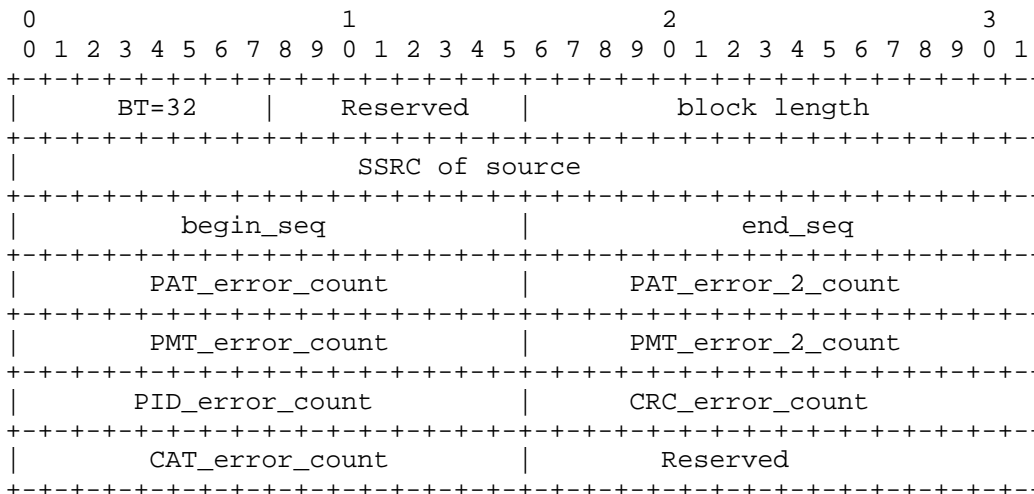 0                   1                   2                   3
 0 1 2 3 4 5 6 7 8 9 0 1 2 3 4 5 6 7 8 9 0 1 2 3 4 5 6 7 8 9 0 1
+-+-+-+-+-+-+-+-+-+-+-+-+-+-+-+-+-+-+-+-+-+-+-+-+-+-+-+-+-+-+-+-
|      BT=32    |    Reserved   |         block length
+-+-+-+-+-+-+-+-+-+-+-+-+-+-+-+-+-+-+-+-+-+-+-+-+-+-+-+-+-+-+-+-
|                     SSRC of source
+-+-+-+-+-+-+-+-+-+-+-+-+-+-+-+-+-+-+-+-+-+-+-+-+-+-+-+-+-+-+-+-
|          begin_seq            |             end_seq
+-+-+-+-+-+-+-+-+-+-+-+-+-+-+-+-+-+-+-+-+-+-+-+-+-+-+-+-+-+-+-+-
|        PAT_error_count        |      PAT_error_2_count
+-+-+-+-+-+-+-+-+-+-+-+-+-+-+-+-+-+-+-+-+-+-+-+-+-+-+-+-+-+-+-+-
|        PMT_error_count        |      PMT_error_2_count
+-+-+-+-+-+-+-+-+-+-+-+-+-+-+-+-+-+-+-+-+-+-+-+-+-+-+-+-+-+-+-+-
|       PID_error_count         |      CRC_error_count
+-+-+-+-+-+-+-+-+-+-+-+-+-+-+-+-+-+-+-+-+-+-+-+-+-+-+-+-+-+-+-+-
|        CAT_error_count        |        Reserved
+-+-+-+-+-+-+-+-+-+-+-+-+-+-+-+-+-+-+-+-+-+-+-+-+-+-+-+-+-+-+-+-